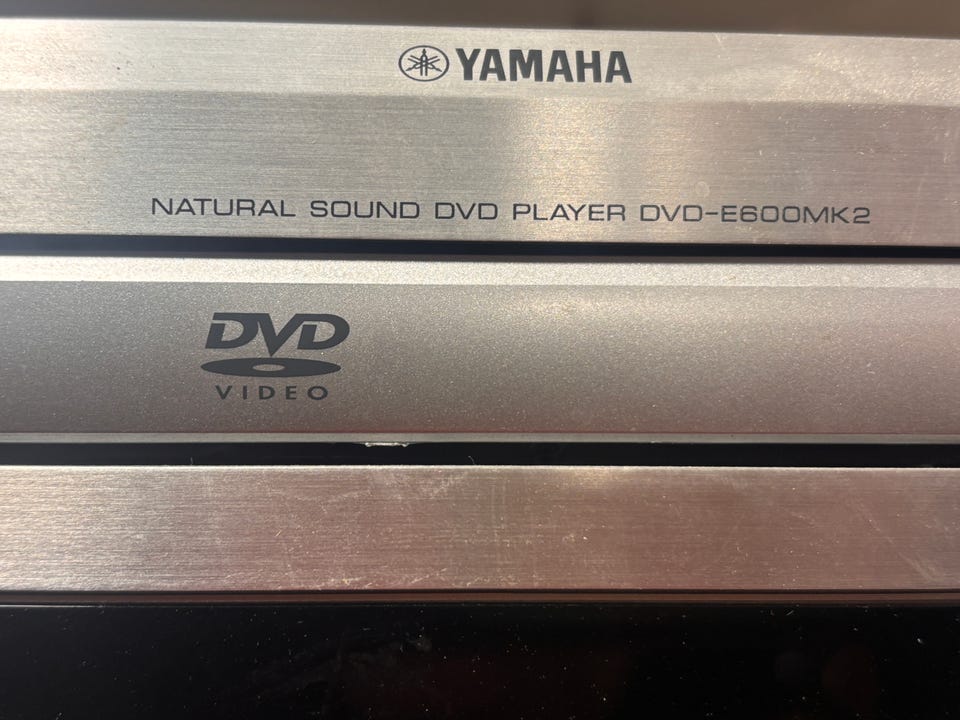 YAMAHA
NATURAL SOUND DVD PLAYER DVD-E600MK2
DVD
VIDEO